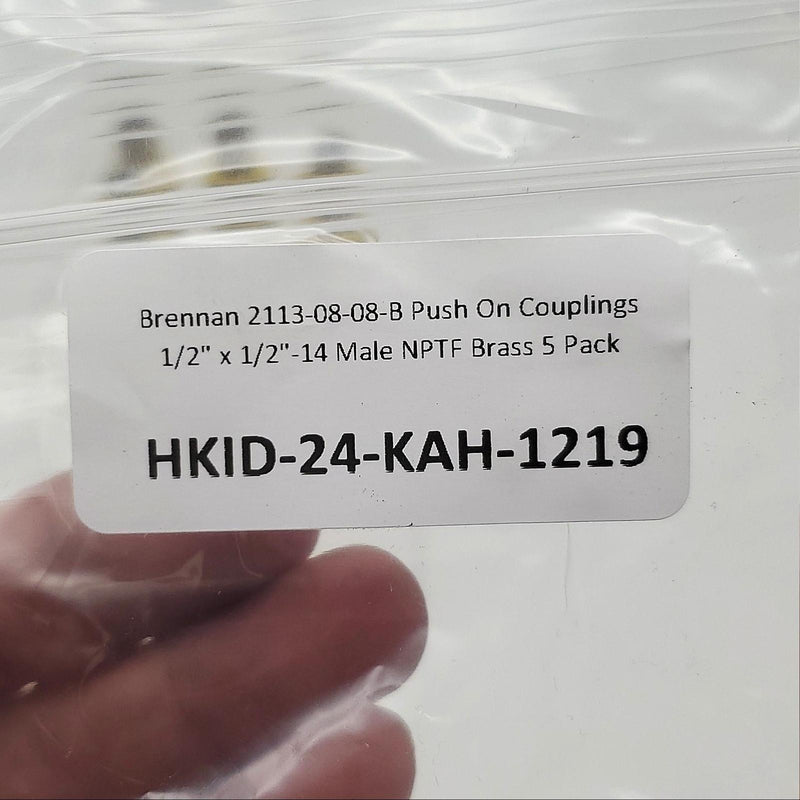 Brennan 2113-08-08-B Push On Couplings
1/2" x 1/2"-14 Male NPTF Brass 5 Pack
HKID-24-KAH-1219